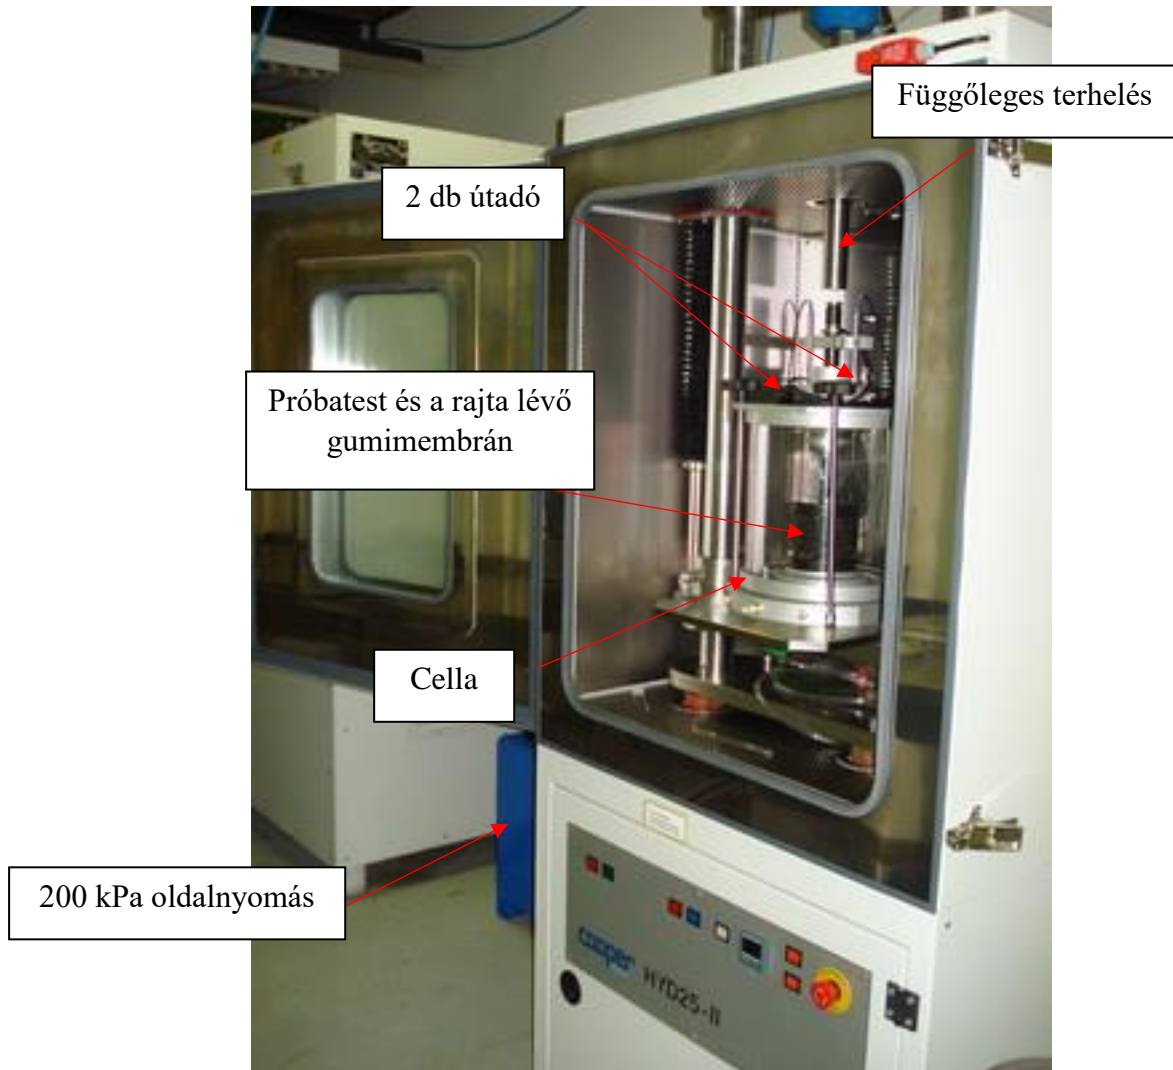 Függőleges terhelés
2 db útadó
Próbatest és a rajta lévő
gumimembrán
Cella
200 kPa oldalnyomás
cooper HYD25-II